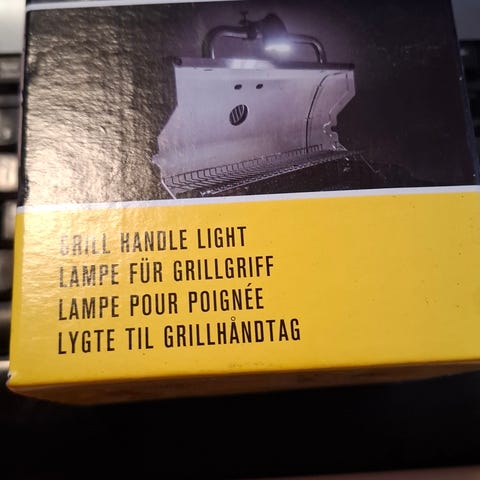 GRILL HANDLE LIGHT
LAMPE FÜR GRILLGRIFF
LAMPE POUR POIGNÉE
LYGTE TIL GRILLHÅNDTAG